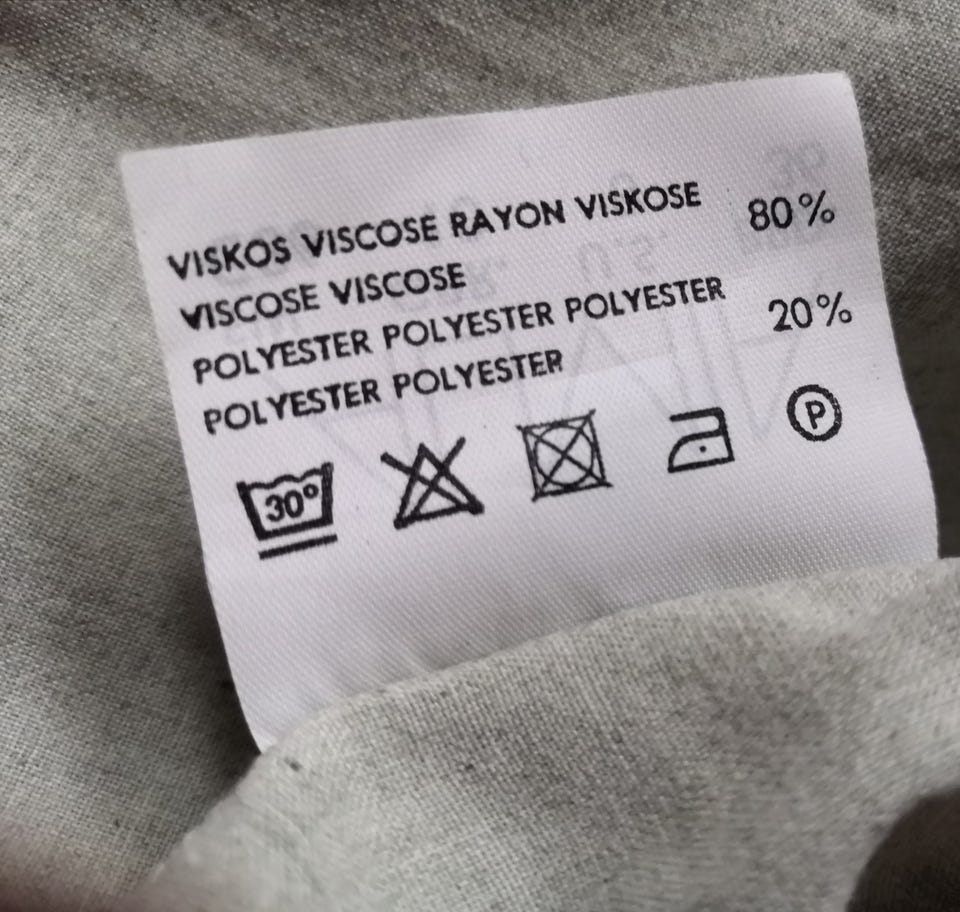 VISKOS VISCOSE RAYON VISKOSE 80%
VISCOSE VISCOSE
POLYESTER POLYESTER POLYESTER 20%
POLYESTER POLYESTER
30° P